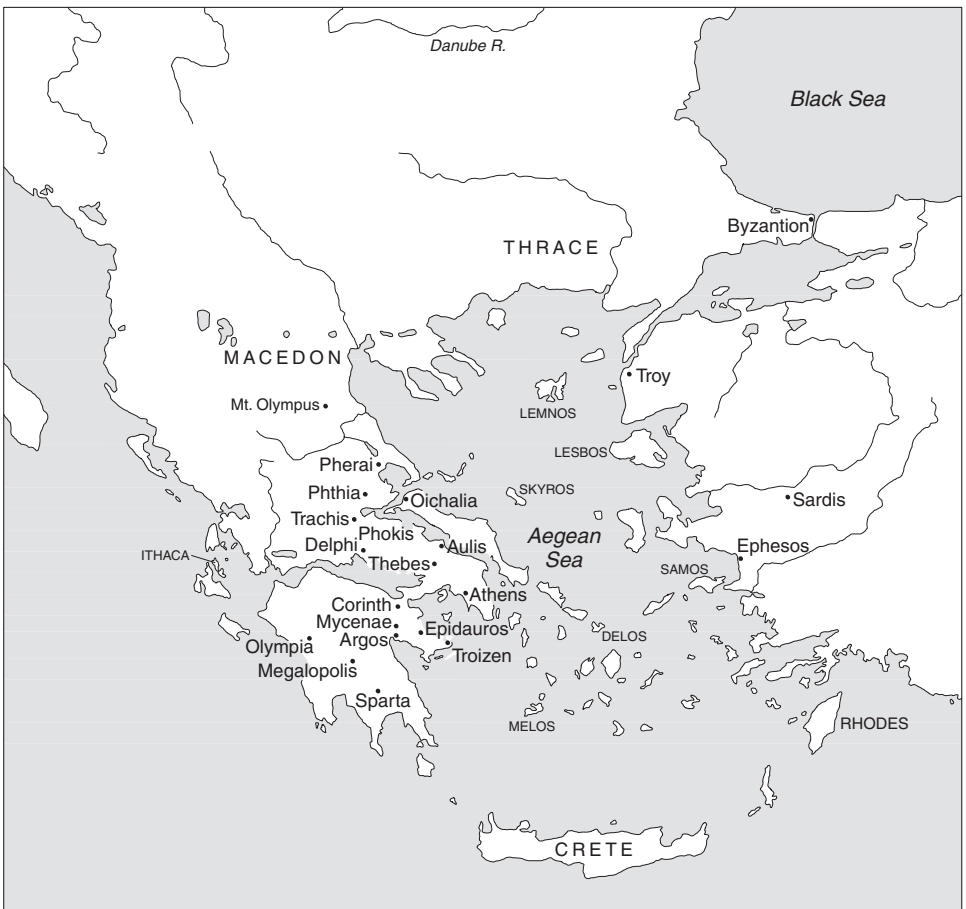 Danube R.
Black Sea
Byzantion
THRACE
MACEDON
Troy
Mt. Olympus
LEMNOS
LESBOS
Pherai
SKYROS
Phthia
Oichalia
Sardis
Trachis
Phokis
Aegean
Sea
Delphi
Aulis
Ephesos
ITHACA
Thebes
SAMOS
Athens
Corinth
Mycenae
Epidauros
Argos
DELOS
Olympia
Troizen
Megalopolis
Sparta
MELOS
RHODES
CRETE